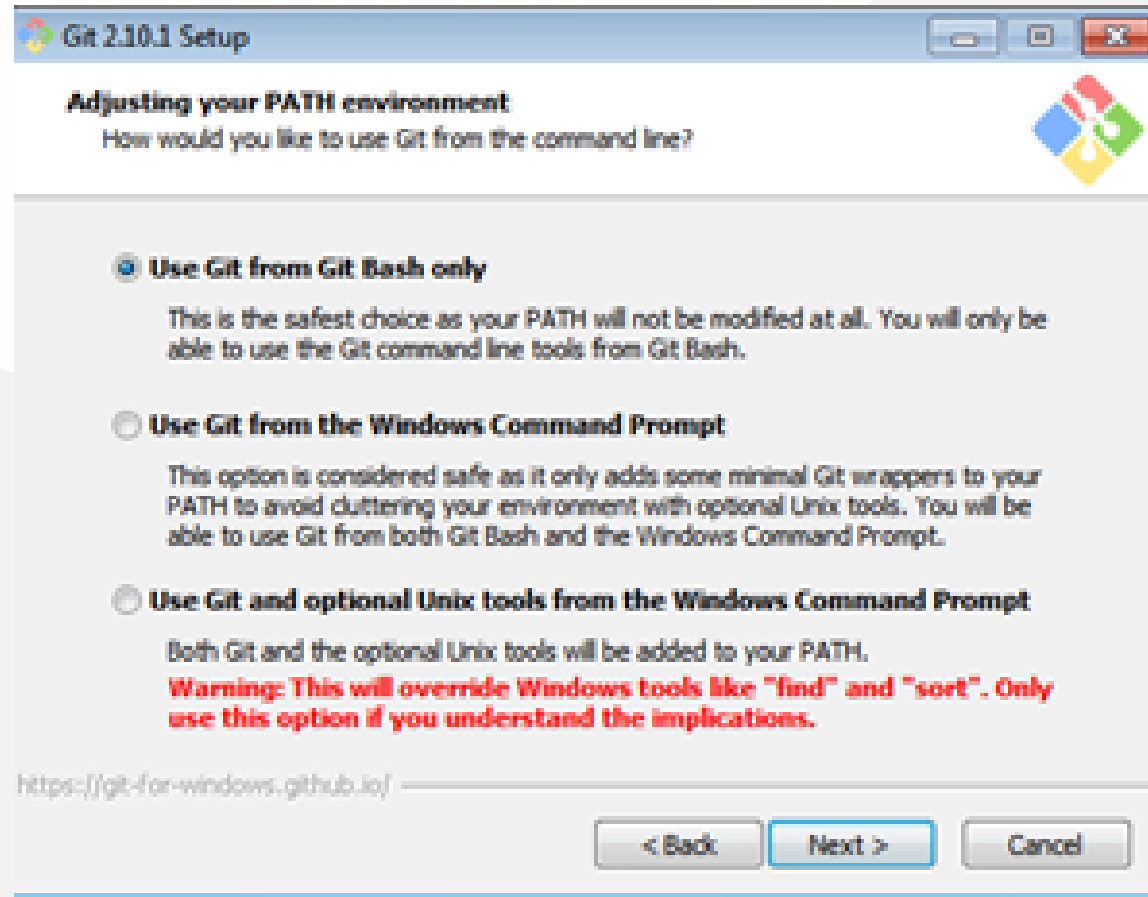 Git 2.10.1 Setup
Adjusting your PATH environment
How would you like to use Git from the command line?
Use Git from Git Bash only
This is the safest choice as your PATH will not be modified at all. You will only be
able to use the Git command line tools from Git Bash.
Use Git from the Windows Command Prompt
This option is considered safe as it only adds some minimal Git wrappers to your
PATH to avoid cluttering your environment with optional Unix tools. You will be
able to use Git from both Git Bash and the Windows Command Prompt.
Use Git and optional Unix tools from the Windows Command Prompt
Both Git and the optional Unix tools will be added to your PATH.
Warning: This will override Windows tools like "find" and "sort". Only
use this option if you understand the implications.
https://git-for-windows.github.io/
< Back Next > Cancel